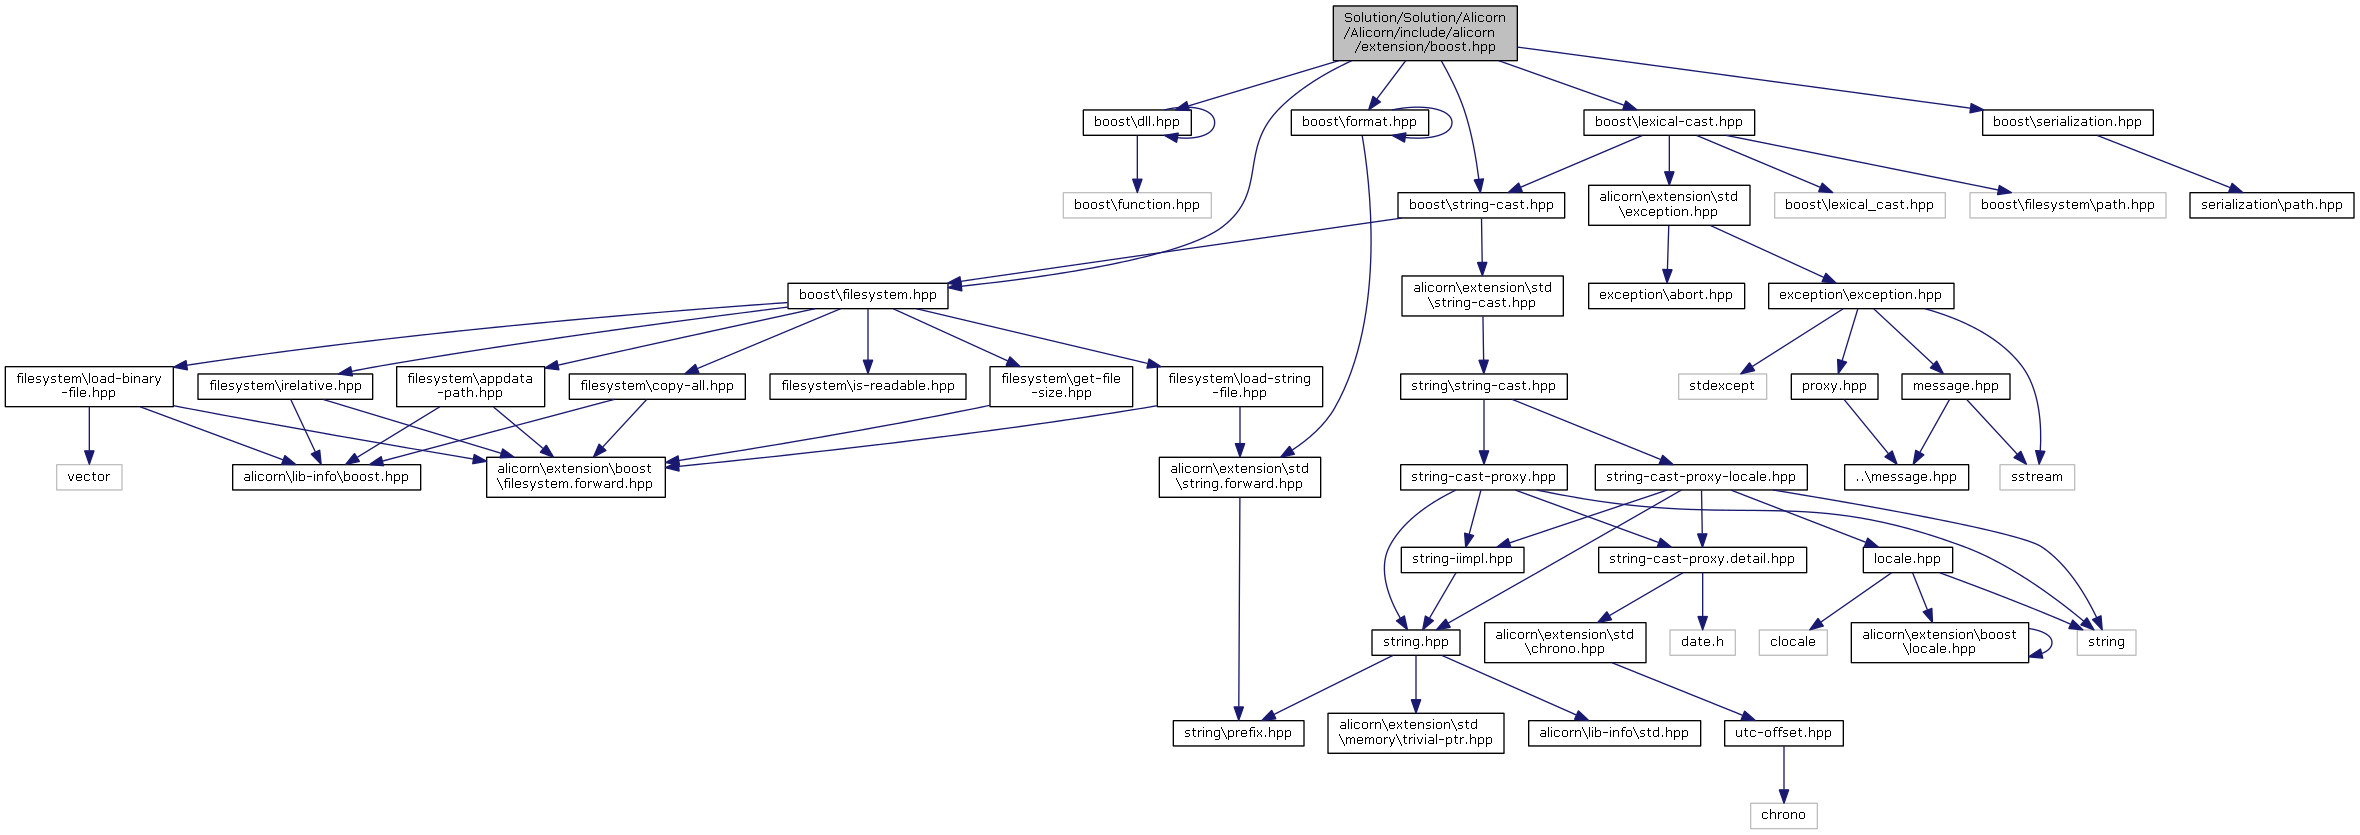 Solution/Solution/Alicorn
/Alicorn/include/alicorn
/extension/boost.hpp
boost\dll.hpp
boost\format.hpp
boost\lexical-cast.hpp
boost\serialization.hpp
boost\function.hpp
boost\string-cast.hpp
alicorn\extension\std
\exception.hpp
boost\lexical_cast.hpp
boost\filesystem\path.hpp
serialization\path.hpp
boost\filesystem.hpp
alicorn\extension\std
\string-cast.hpp
exception\abort.hpp
exception\exception.hpp
filesystem\load-binary
-file.hpp
filesystem\irelative.hpp
filesystem\appdata
-path.hpp
filesystem\copy-all.hpp
filesystem\is-readable.hpp
filesystem\get-file
-size.hpp
filesystem\load-string
-file.hpp
string\string-cast.hpp
stdexcept
proxy.hpp
message.hpp
vector
alicorn\lib-info\boost.hpp
alicorn\extension\boost
\filesystem.forward.hpp
alicorn\extension\std
\string.forward.hpp
string-cast-proxy.hpp
string-cast-proxy-locale.hpp
..\message.hpp
sstream
string-iimpl.hpp
string-cast-proxy.detail.hpp
locale.hpp
string.hpp
alicorn\extension\std
\chrono.hpp
date.h
clocale
alicorn\extension\boost
\locale.hpp
string
string\prefix.hpp
alicorn\extension\std
\memory\trivial-ptr.hpp
alicorn\lib-info\std.hpp
utc-offset.hpp
chrono